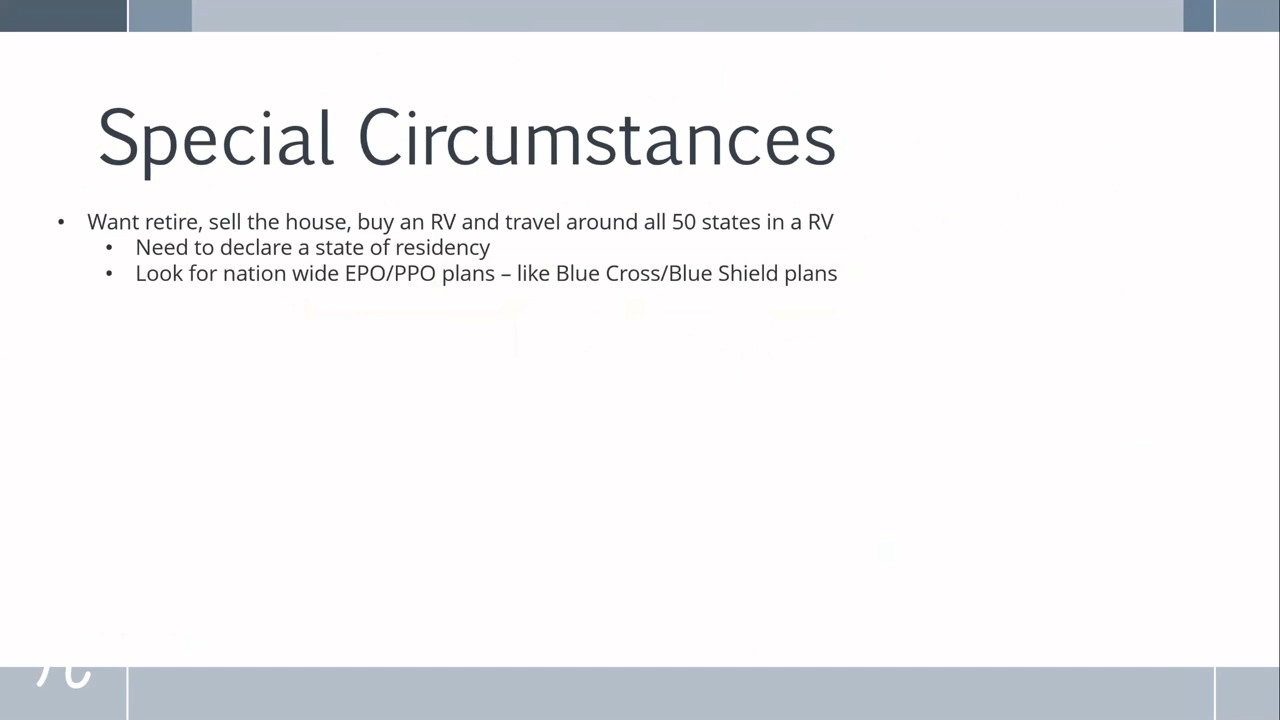 Special Circumstances
• Want retire, sell the house, buy an RV and travel around all 50 states in a RV
• Need to declare a state of residency
• Look for nation wide EPO/PPO plans – like Blue Cross/Blue Shield plans